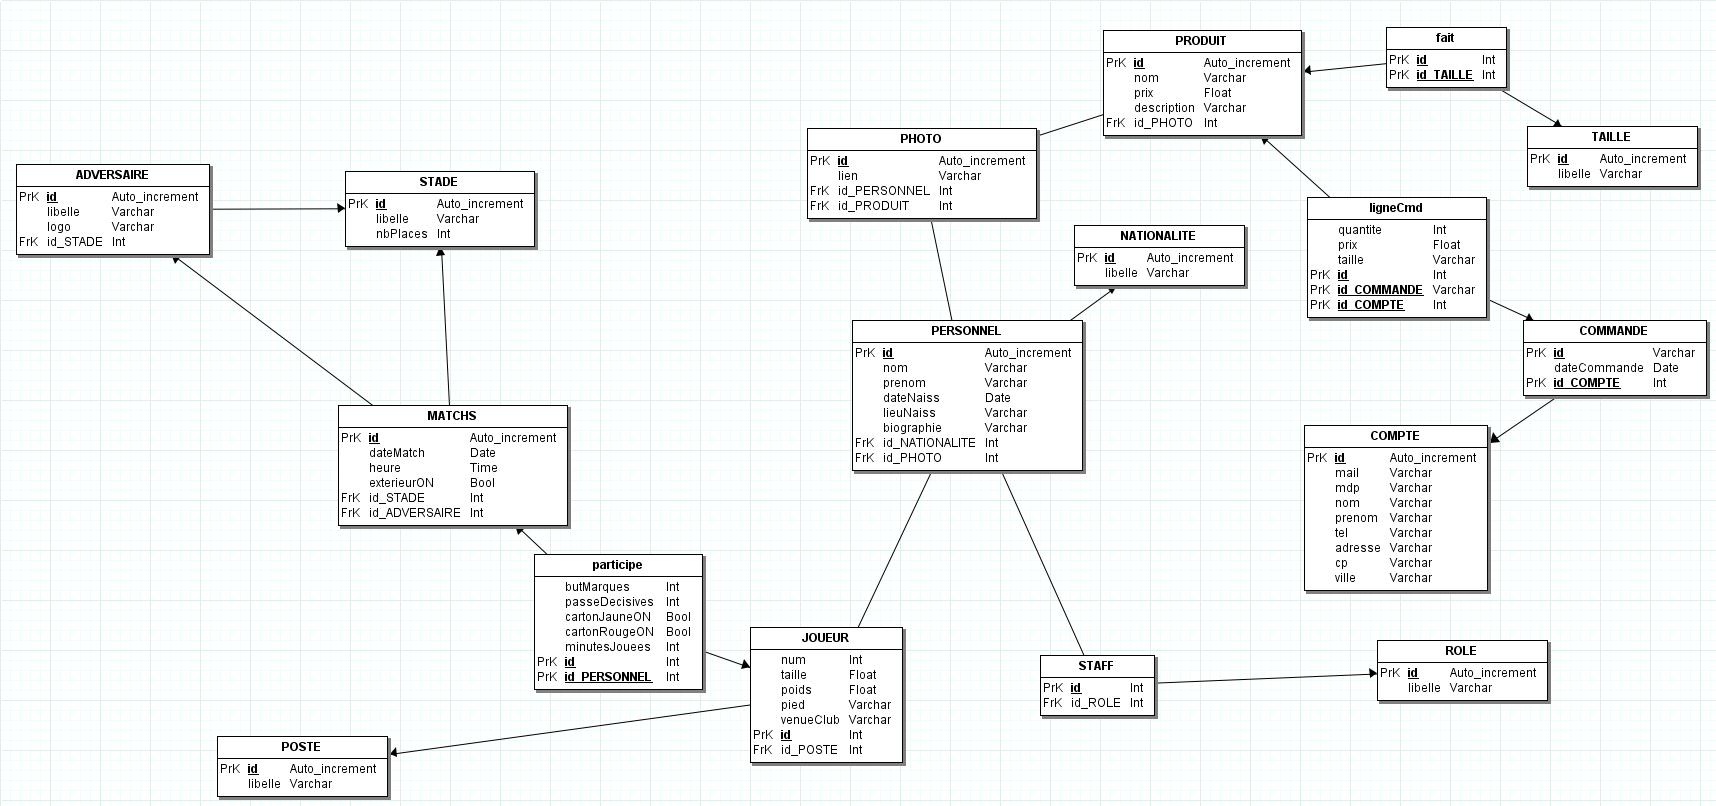 PRODUIT
PrK id Auto_increment
nom Varchar
prix Float
description Varchar
FrK id_PHOTO Int
fait
PrK id Int
PrK id_TAILLE Int
TAILLE
PrK id Auto_increment
libelle Varchar
PHOTO
PrK id Auto_increment
lien Varchar
FrK id_PERSONNEL Int
FrK id_PRODUIT Int
ADVERSAIRE
PrK id Auto_increment
libelle Varchar
logo Varchar
FrK id_STADE Int
STADE
PrK id Auto_increment
libelle Varchar
nbPlaces Int
NATIONALITE
PrK id Auto_increment
libelle Varchar
ligneCmd
quantite Int
prix Float
taille Varchar
PrK id Int
PrK id_COMMANDE Varchar
PrK id_COMPTE Int
PERSONNEL
PrK id Auto_increment
nom Varchar
prenom Varchar
dateNaiss Date
lieuNaiss Varchar
biographie Varchar
FrK id_NATIONALITE Int
FrK id_PHOTO Int
COMMANDE
PrK id Varchar
dateCommande Date
PrK id_COMPTE Int
MATCHS
PrK id Auto_increment
dateMatch Date
heure Time
exterieurON Bool
FrK id_STADE Int
FrK id_ADVERSAIRE Int
COMPTE
PrK id Auto_increment
mail Varchar
mdp Varchar
nom Varchar
prenom Varchar
tel Varchar
adresse Varchar
cp Varchar
ville Varchar
participe
butMarques Int
passeDecisives Int
cartonJauneON Bool
cartonRougeON Bool
minutesJouees Int
PrK id Int
PrK id_PERSONNEL Int
JOUEUR
num Int
taille Float
poids Float
pied Varchar
venueClub Varchar
PrK id Int
FrK id_POSTE Int
STAFF
PrK id Int
FrK id_ROLE Int
ROLE
PrK id Auto_increment
libelle Varchar
POSTE
PrK id Auto_increment
libelle Varchar